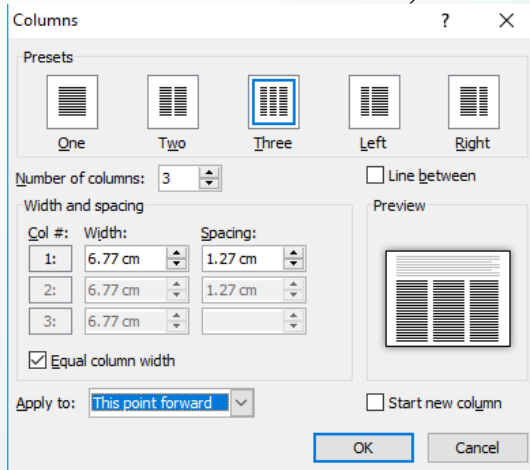 Columns ? ×
Presets
One Two Three Left Right
Number of columns: 3 Line between
Width and spacing Preview
Col #: Width: Spacing:
1: 6.77 cm 1.27 cm
2: 6.77 cm 1.27 cm
3: 6.77 cm
Equal column width
Apply to: This point forward Start new column
OK Cancel